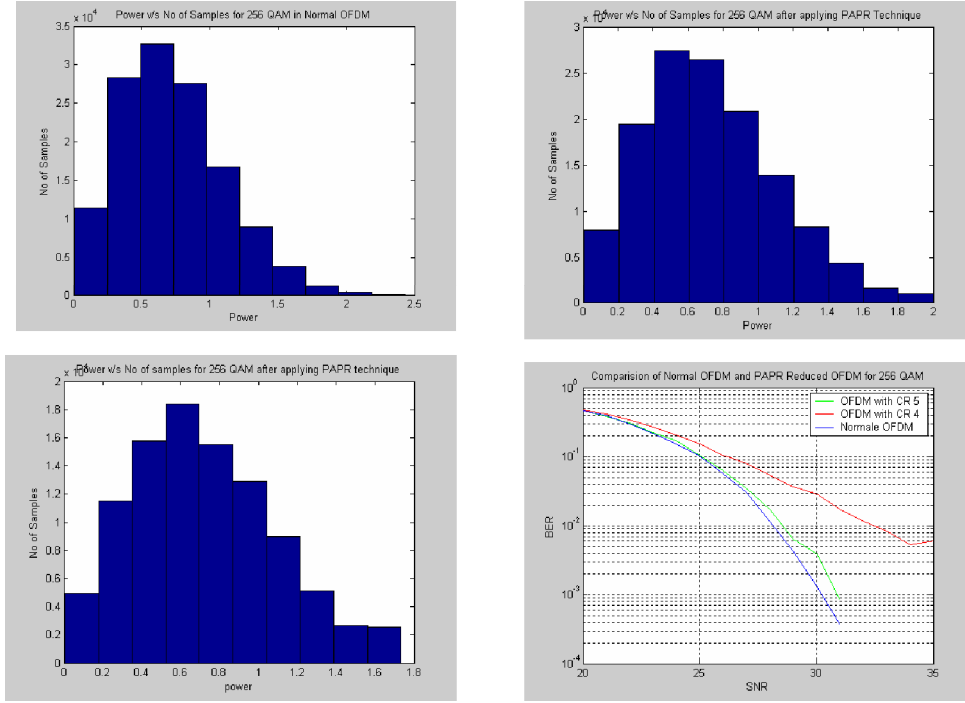 Power v/s No of Samples for 256 QAM in Normal OFDM
x 10^4
3.5
3
2.5
2
1.5
1
0.5
0
No of Samples
0 0.5 1 1.5 2 2.5
Power
Power v/s No of Samples for 256 QAM after applying PAPR Technique
x 10^4
3
2.5
2
1.5
1
0.5
0
No of Samples
0 0.2 0.4 0.6 0.8 1 1.2 1.4 1.6 1.8 2
Power
Power v/s No of samples for 256 QAM after applying PAPR technique
x 10^4
2
1.8
1.6
1.4
1.2
1
0.8
0.6
0.4
0.2
0
No of Samples
0 0.2 0.4 0.6 0.8 1 1.2 1.4 1.6 1.8
power
Comparision of Normal OFDM and PAPR Reduced OFDM for 256 QAM
10^0
10^-1
10^-2
10^-3
10^-4
BER
OFDM with CR 5
OFDM with CR 4
Normale OFDM
20 25 30 35
SNR